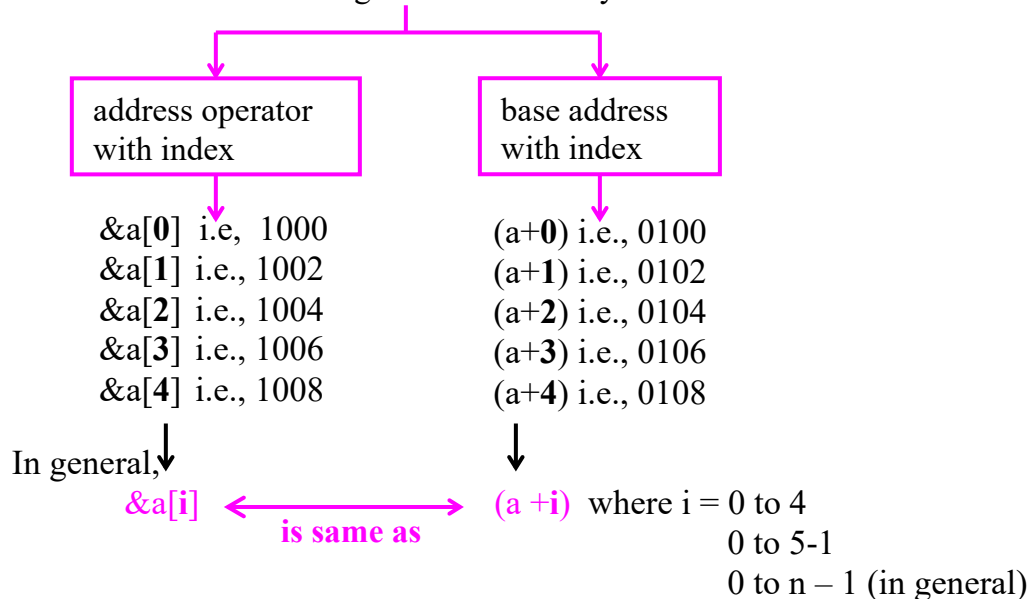 address operator
with index
base address
with index
&a[0] i.e, 1000
&a[1] i.e., 1002
&a[2] i.e., 1004
&a[3] i.e., 1006
&a[4] i.e., 1008
(a+0) i.e., 0100
(a+1) i.e., 0102
(a+2) i.e., 0104
(a+3) i.e., 0106
(a+4) i.e., 0108
In general,
&a[i] is same as (a +i) where i = 0 to 4
0 to 5-1
0 to n – 1 (in general)